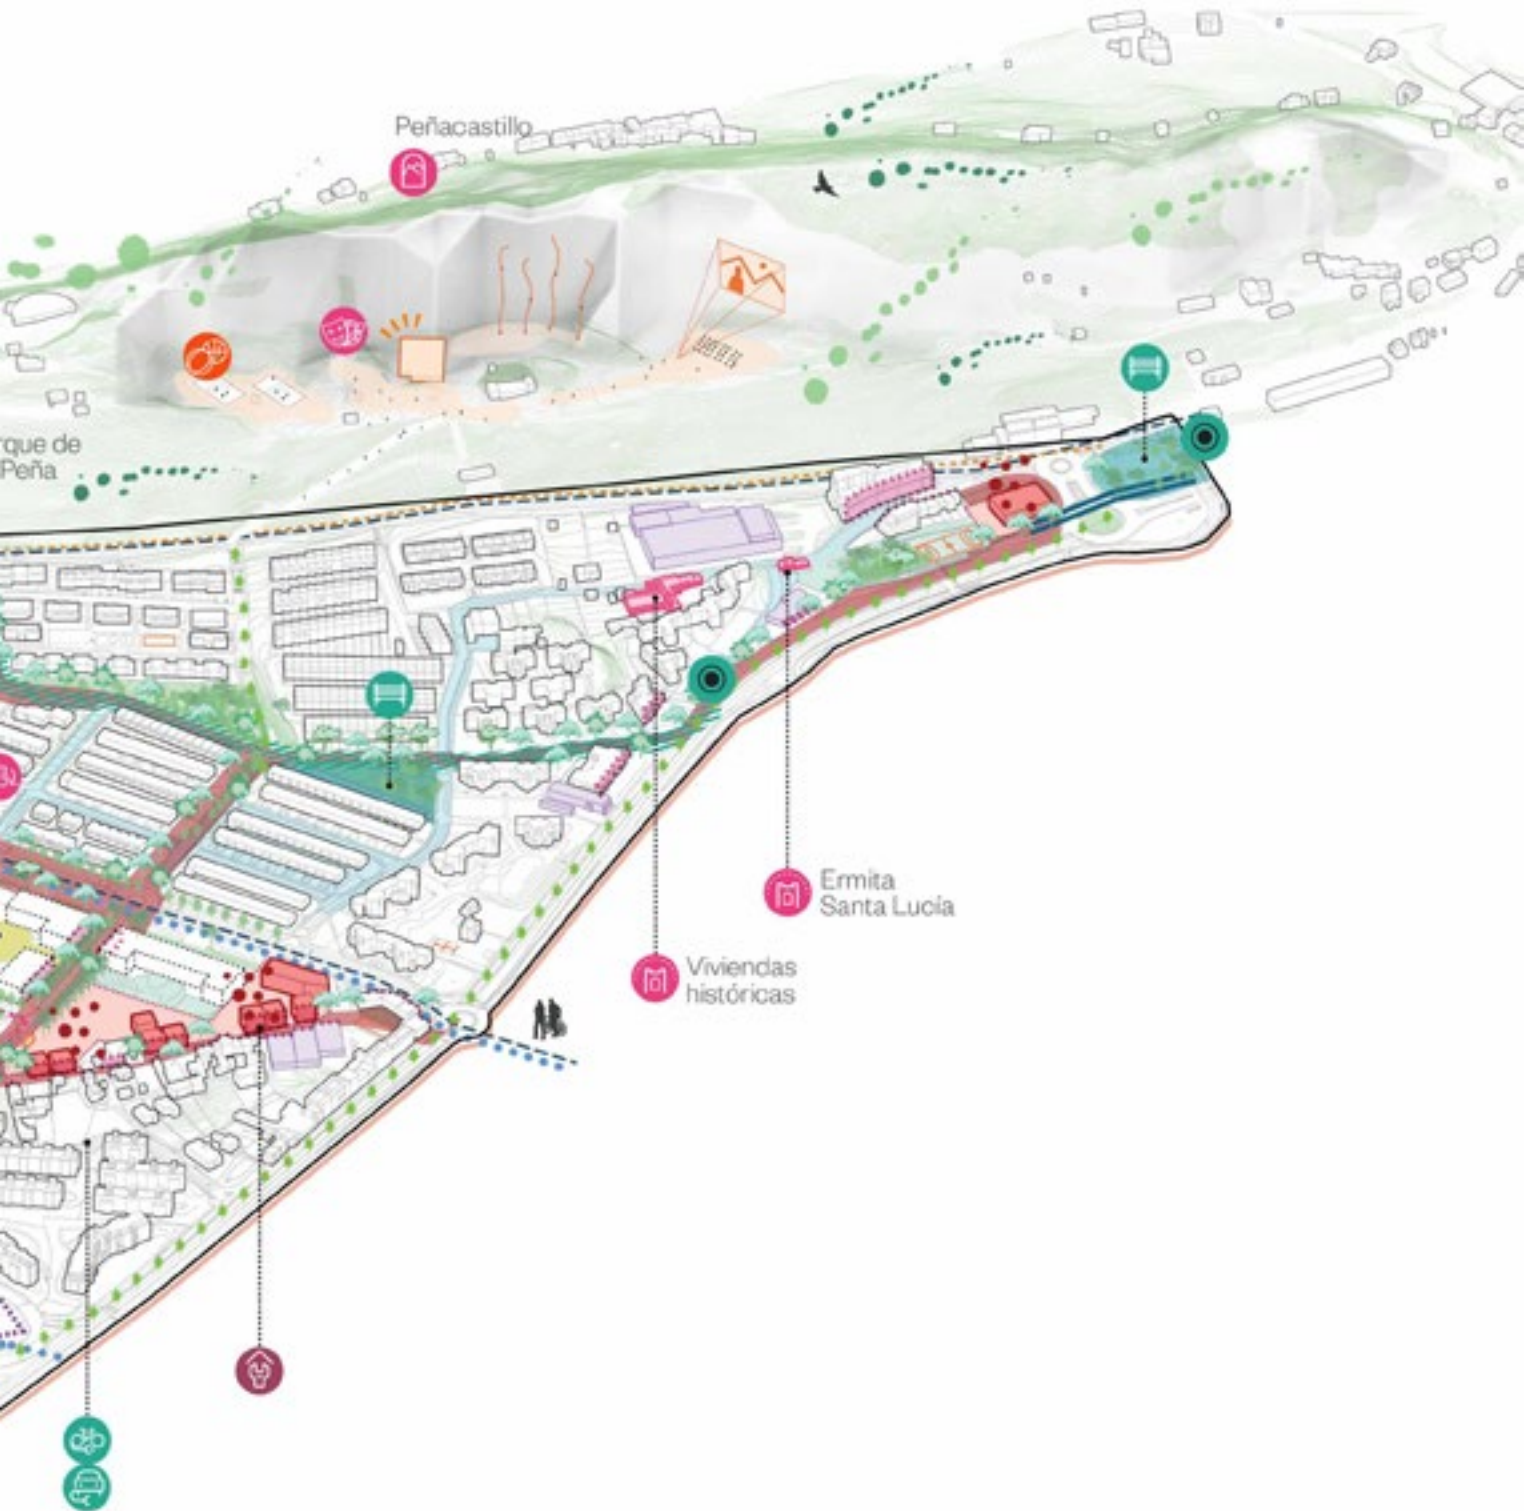 Peñacastillo
rque de
Peña
Ermita
Santa Lucía
Viviendas
históricas